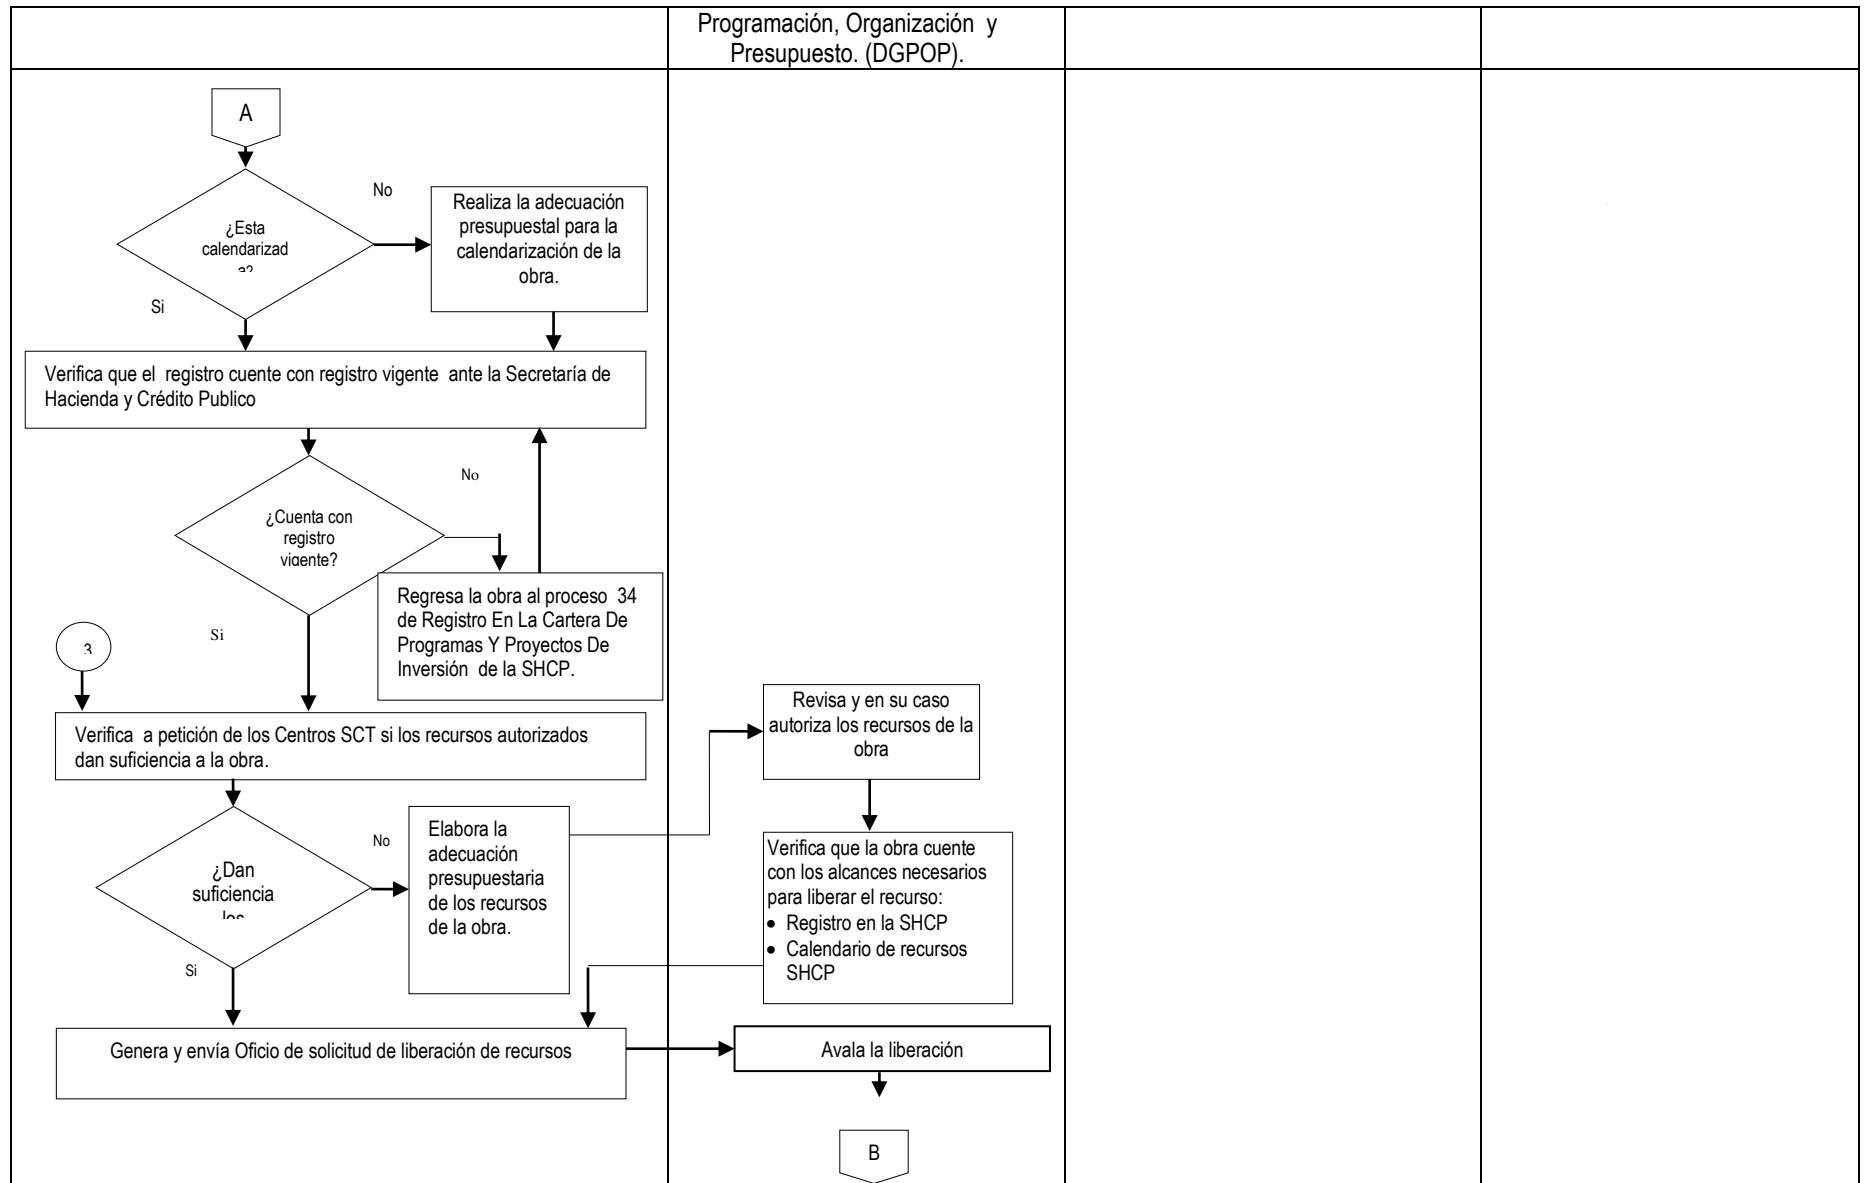 Programación, Organización y
Presupuesto. (DGPOP).
A
¿Esta
calendarizad
a?
No
Realiza la adecuación
presupuestal para la
calendarización de la
obra.
Si
Verifica que el registro cuente con registro vigente ante la Secretaría de
Hacienda y Crédito Publico
¿Cuenta con
registro
vigente?
No
Regresa la obra al proceso 34
de Registro En La Cartera De
Programas Y Proyectos De
Inversión de la SHCP.
Si
3
Verifica a petición de los Centros SCT si los recursos autorizados
dan suficiencia a la obra.
¿Dan
suficiencia
los
No
Elabora la
adecuación
presupuestaria
de los recursos
de la obra.
Si
Revisa y en su caso
autoriza los recursos de la
obra
Verifica que la obra cuente
con los alcances necesarios
para liberar el recurso:
• Registro en la SHCP
• Calendario de recursos
SHCP
Genera y envía Oficio de solicitud de liberación de recursos
Avala la liberación
B